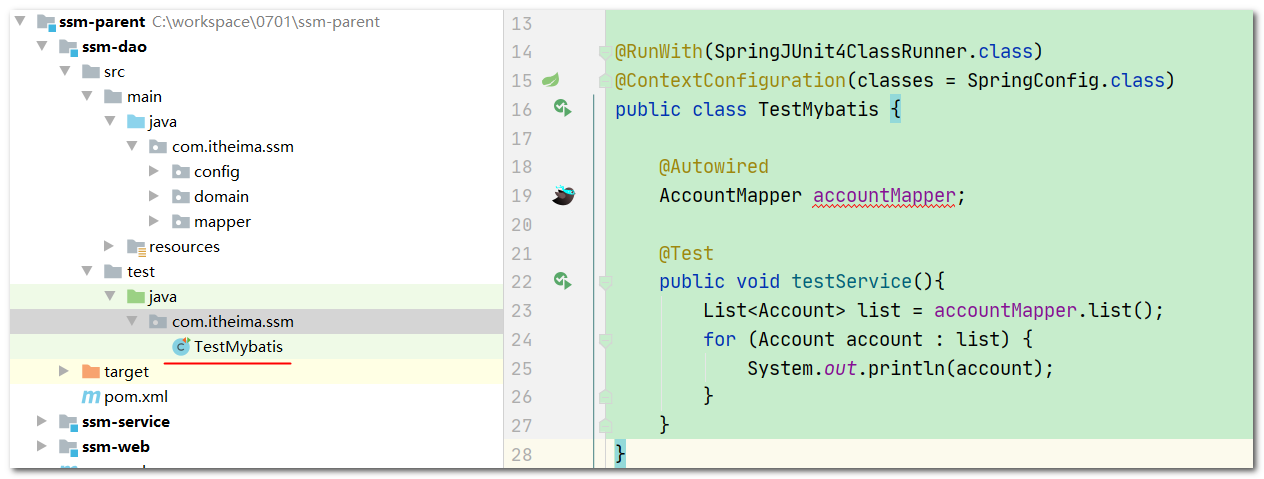 ssm-parent C:\workspace\0701\ssm-parent
ssm-dao
src
main
java
com.itheima.ssm
config
domain
mapper
resources
test
java
com.itheima.ssm
TestMybatis
target
pom.xml
ssm-service
ssm-web
13
14 @RunWith(SpringJUnit4ClassRunner.class)
15 @ContextConfiguration(classes = SpringConfig.class)
16 public class TestMybatis {
17
18 @Autowired
19 AccountMapper accountMapper;
20
21 @Test
22 public void testService(){
23 List<Account> list = accountMapper.list();
24 for (Account account : list) {
25 System.out.println(account);
26 }
27 }
28 }